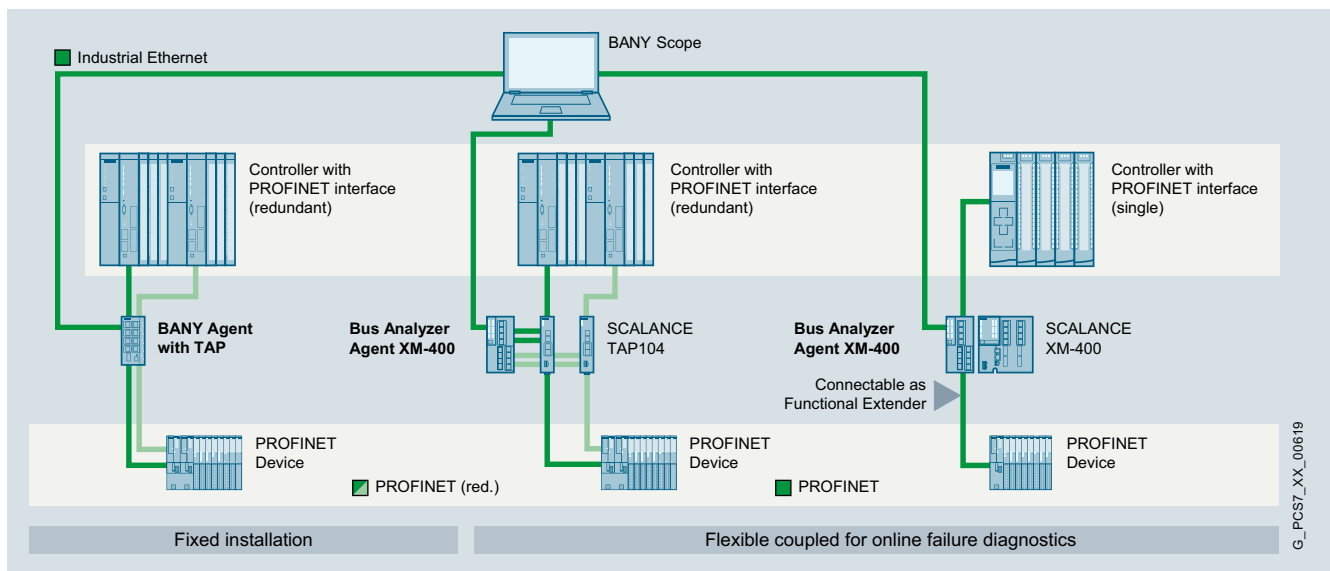 BANY Scope
Industrial Ethernet
Controller with
PROFINET interface
(redundant)
Controller with
PROFINET interface
(redundant)
Controller with
PROFINET interface
(single)
BANY Agent
with TAP
Bus Analyzer
Agent XM-400
SCALANCE
TAP104
Bus Analyzer
Agent XM-400
SCALANCE
XM-400
Connectable as
Functional Extender
PROFINET
Device
PROFINET
Device
PROFINET
Device
PROFINET (red.)
PROFINET
Fixed installation
Flexible coupled for online failure diagnostics
G_PCS7_XX_00619